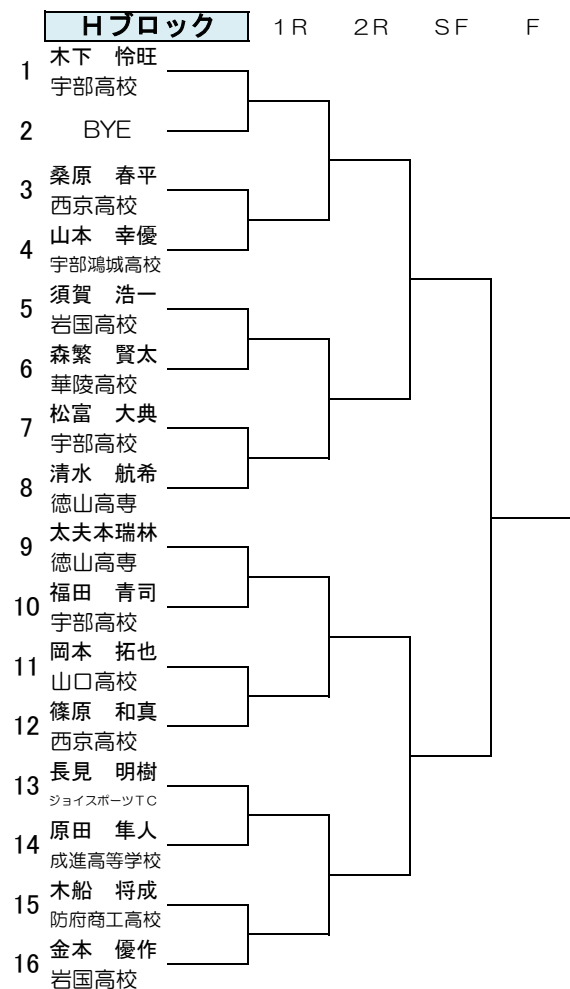 Hブロック 1R 2R SF F
1 木下 怜旺
宇部高校
2 BYE
3 桑原 春平
西京高校
4 山本 幸優
宇部鴻城高校
5 須賀 浩一
岩国高校
6 森繁 賢太
華陵高校
7 松富 大典
宇部高校
8 清水 航希
徳山高専
9 太夫本瑞林
徳山高専
10 福田 青司
宇部高校
11 岡本 拓也
山口高校
12 篠原 和真
西京高校
13 長見 明樹
ジョイスポーツTC
14 原田 隼人
成進高等学校
15 木船 将成
防府商工高校
16 金本 優作
岩国高校